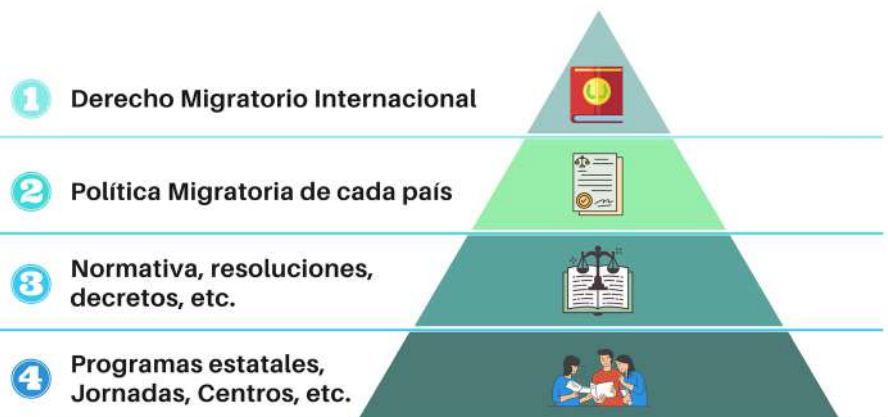 1 Derecho Migratorio Internacional
2 Política Migratoria de cada país
3 Normativa, resoluciones,
decretos, etc.
4 Programas estatales,
Jornadas, Centros, etc.